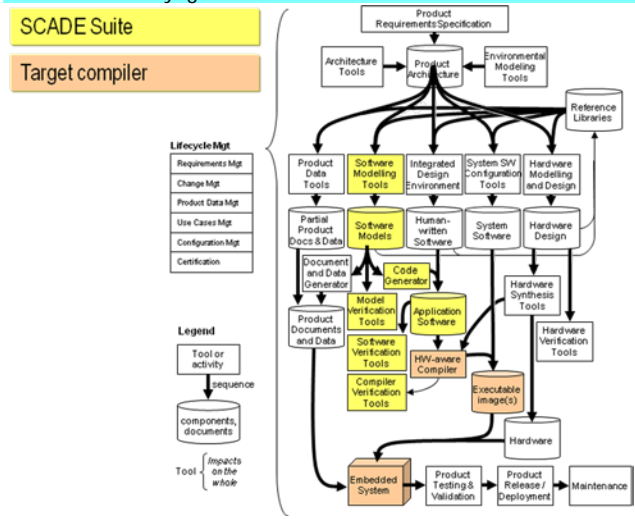 SCADE Suite
Target compiler
Product
Requirements Specification
Architecture
Tools
Product
Architecture
Environmental
Modeling Tools
Reference
Libraries
Lifecycle Mgt
Requirements Mgt
Change Mgt
Product Data Mgt
Use Cases Mgt
Configuration Mgt
Certification
Product
Data
Tools
Software
Modelling
Tools
Integrated
Design
Environment
System SW
Configuration
Tools
Hardware
Modelling
and Design
Partial
Product
Docs & Data
Software
Models
Human-
written
Software
System
Software
Hardware
Design
Document
and Data
Generator
Code
Generator
Hardware
Synthesis
Tools
Model
Verification
Tools
Application
Software
Product
Documents
and Data
Hardware
Verification
Tools
Software
Verification
Tools
HW-aware
Compiler
Compiler
Verification
Tools
Executable
image(s)
Hardware
Legend
Tool or
activity
sequence
components,
documents
Tool
Impacts
on the
whole
Embedded
System
Product
Testing &
Validation
Product
Release /
Deployment
Maintenance